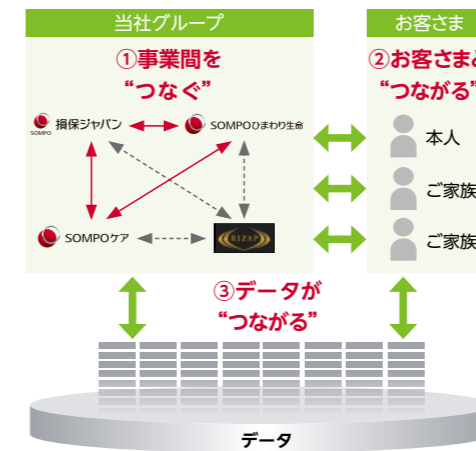 当社グループ
お客さま
①事業間を
“つなぐ”
②お客さまと
“つながる”
損保ジャパン
SOMPO
SOMPOひまわり生命
本人
ご家族
SOMPOケア
RIZAP
ご家族
③データが
“つながる”
データ